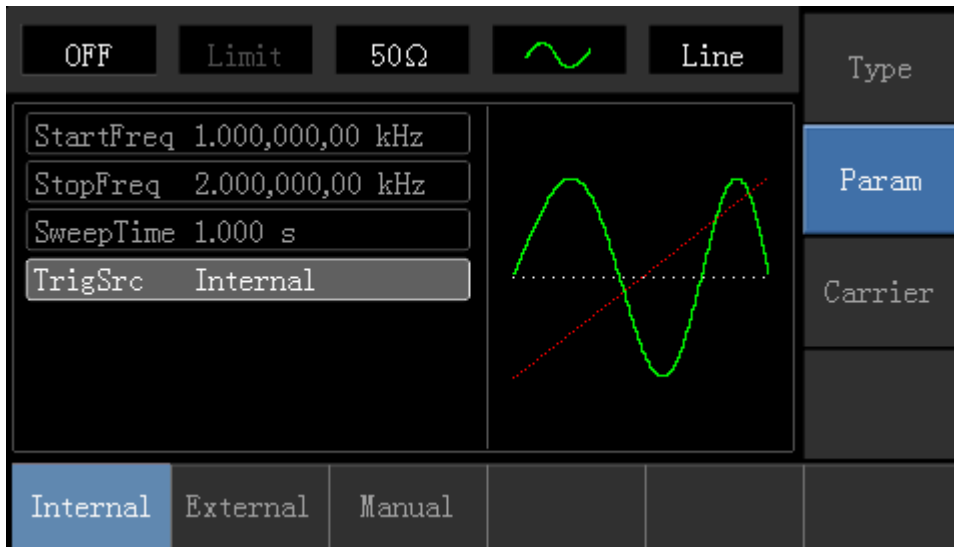 OFF Limit 50Ω Line
Type
StartFreq 1.000,000,00 kHz
StopFreq 2.000,000,00 kHz
Param
SweepTime 1.000 s
TrigSrc Internal
Carrier
Internal External Manual